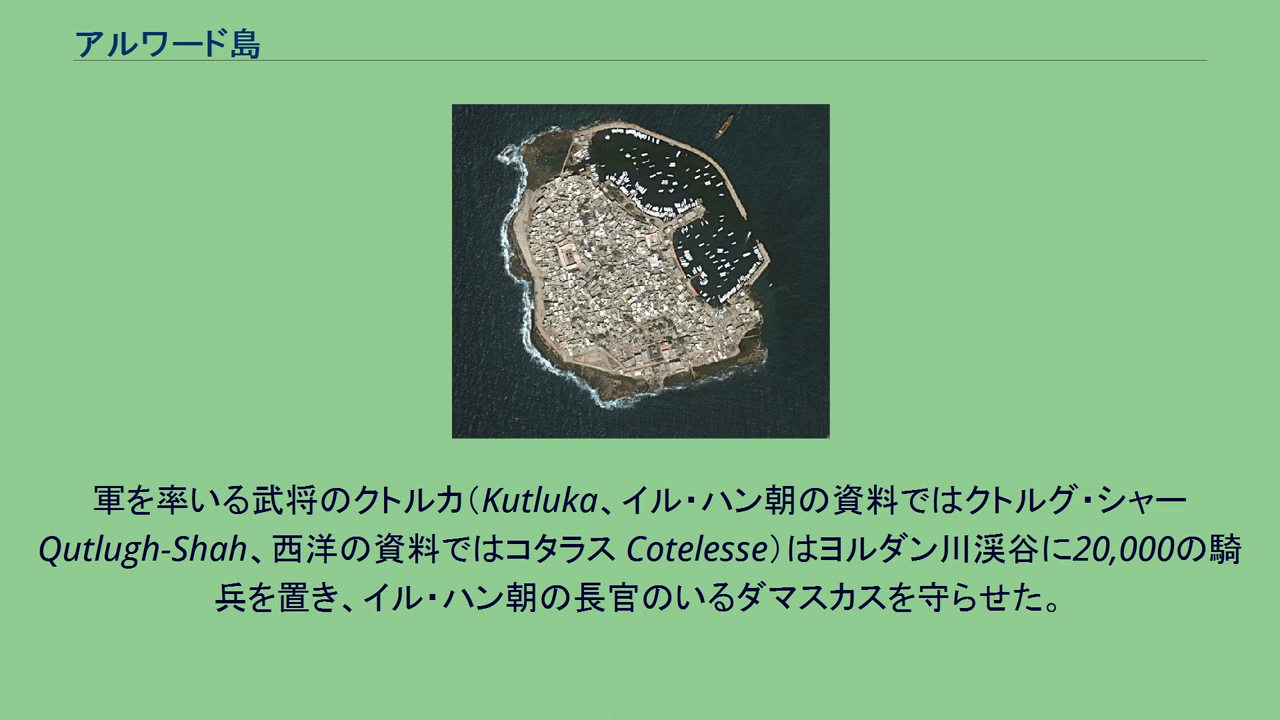 アルワード島
軍を率いる武将のクトルカ（Kutluka、イル・ハン朝の資料ではクトルグ・シャー
Qutlugh-Shah、西洋の資料ではコタラス Cotelesse）はヨルダン川渓谷に20,000の騎
兵を置き、イル・ハン朝の長官のいるダマスカスを守らせた。